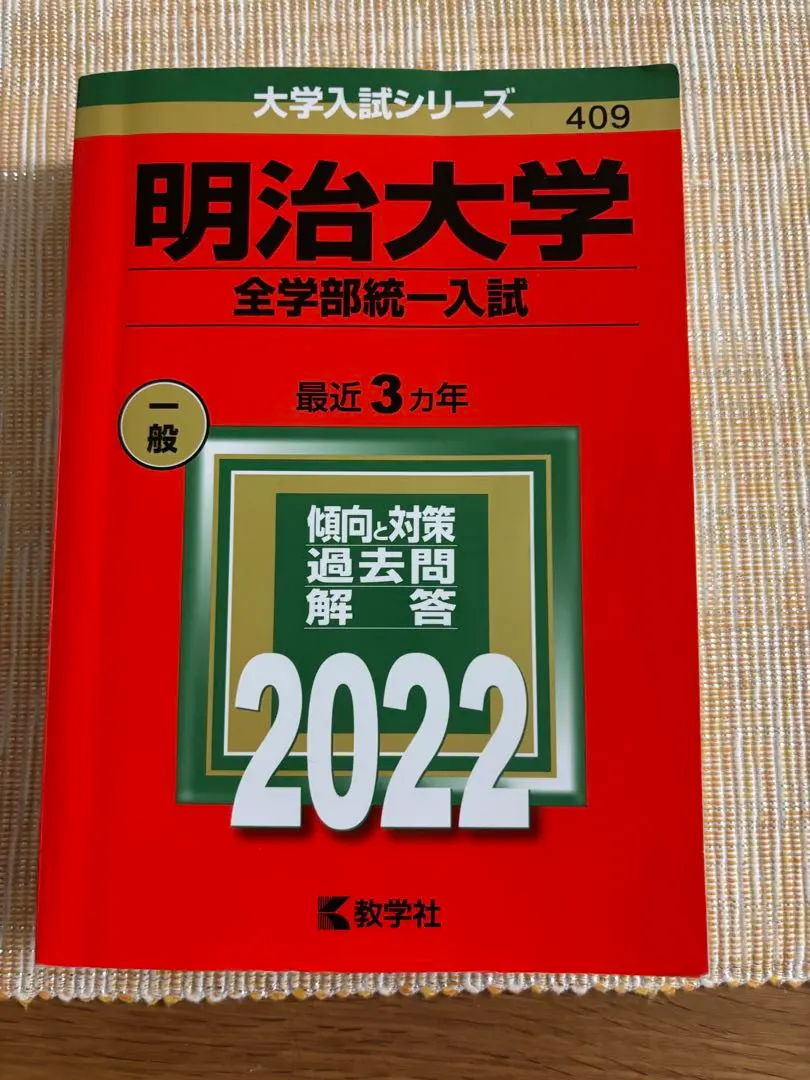 大学入試シリーズ
409
明治大学
全学部統一入試
最近3カ年
一般
傾向と対策
過去問
解答
2022
教学社